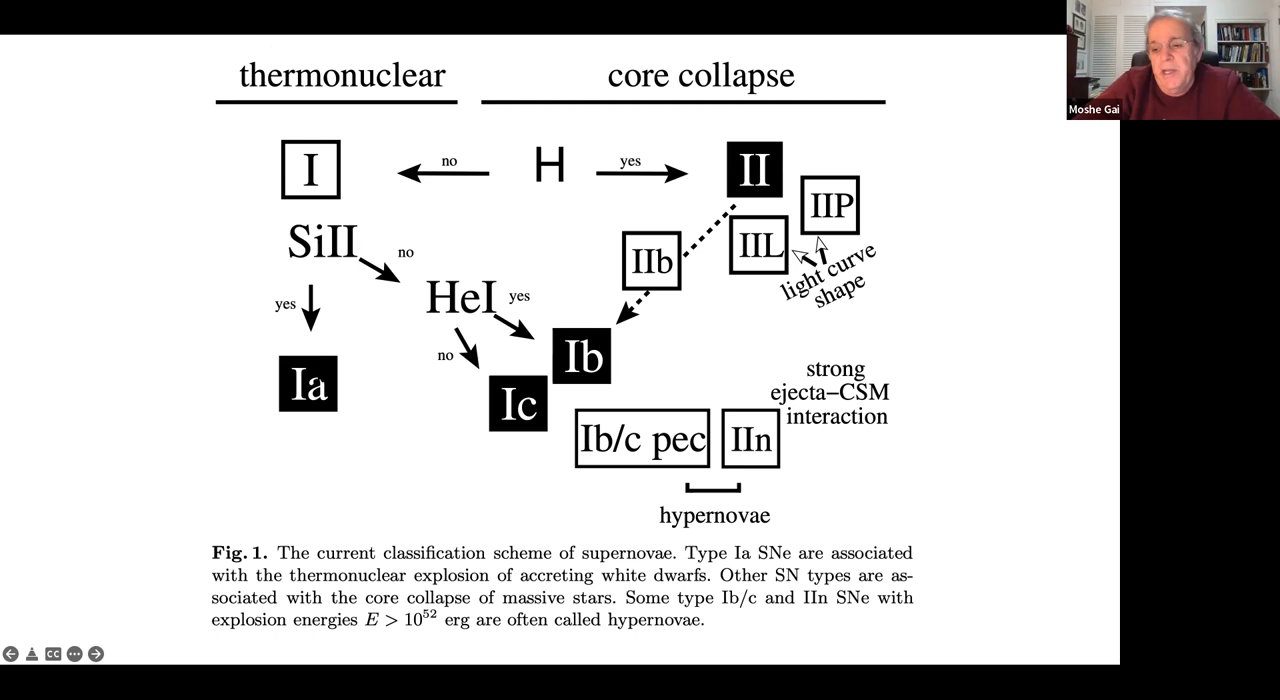 thermonuclear
core collapse
Moshe Gai
I
no
H
yes
II
IIP
SiII
no
IIb
IIL
light curve
shape
yes
HeI
yes
no
Ib
Ia
Ic
strong
ejecta–CSM
interaction
Ib/c pec
IIn
hypernovae
Fig. 1. The current classification scheme of supernovae. Type Ia SNe are associated
with the thermonuclear explosion of accreting white dwarfs. Other SN types are as-
sociated with the core collapse of massive stars. Some type Ib/c and IIn SNe with
explosion energies E > 10^52 erg are often called hypernovae.
CC